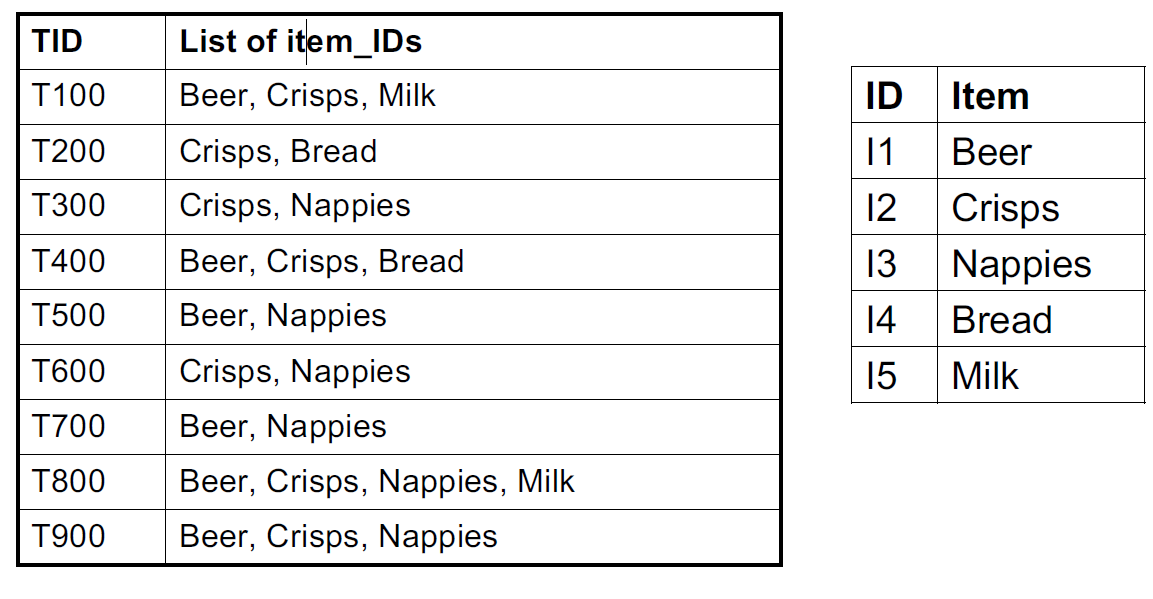 TID List of item_IDs
T100 Beer, Crisps, Milk
T200 Crisps, Bread
T300 Crisps, Nappies
T400 Beer, Crisps, Bread
T500 Beer, Nappies
T600 Crisps, Nappies
T700 Beer, Nappies
T800 Beer, Crisps, Nappies, Milk
T900 Beer, Crisps, Nappies
ID Item
I1 Beer
I2 Crisps
I3 Nappies
I4 Bread
I5 Milk